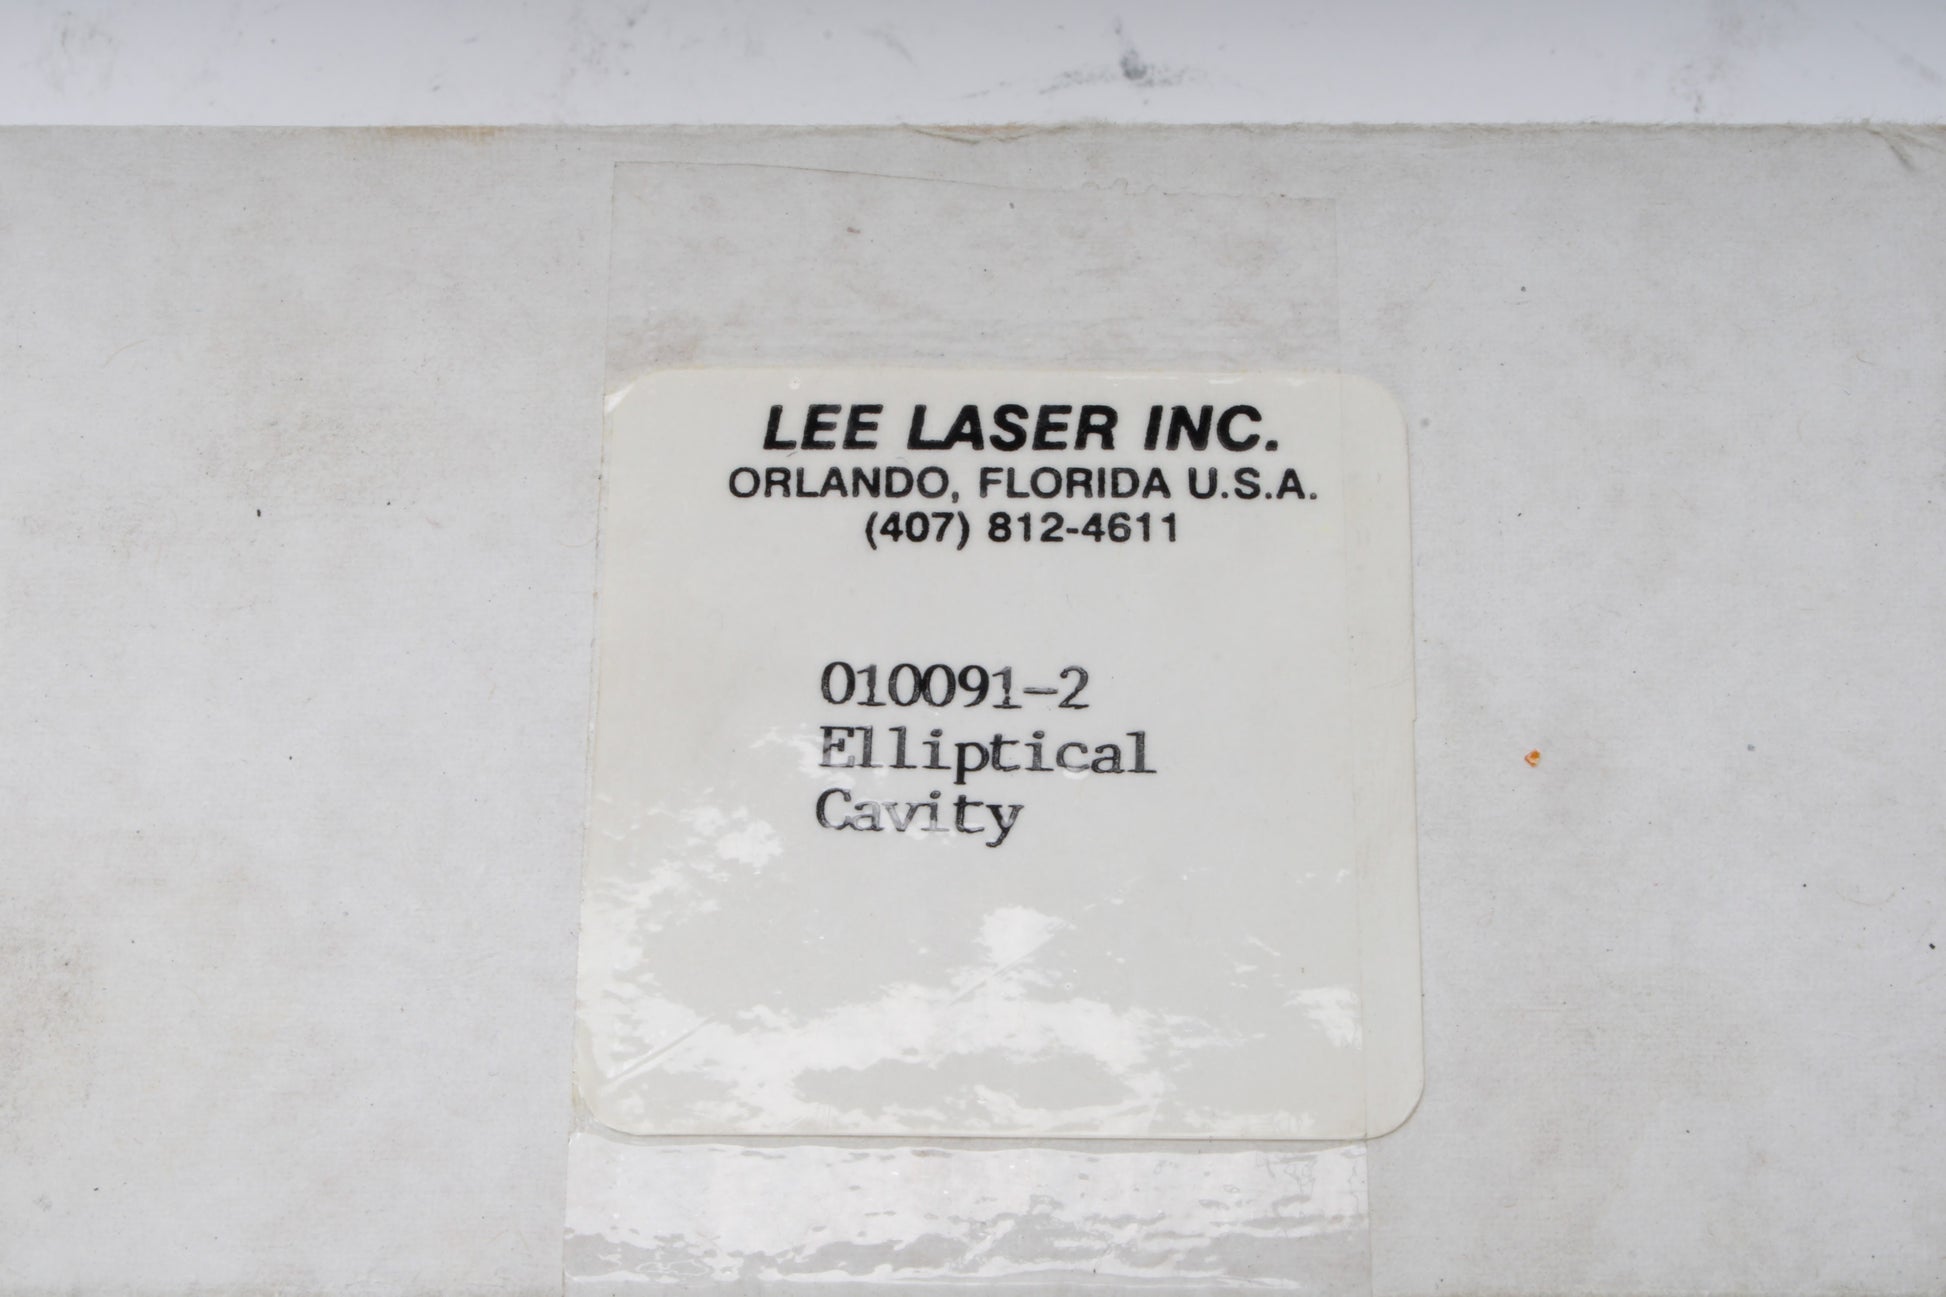 LEE LASER INC.
ORLANDO, FLORIDA U.S.A.
(407) 812-4611
010091-2
Elliptical
Cavity